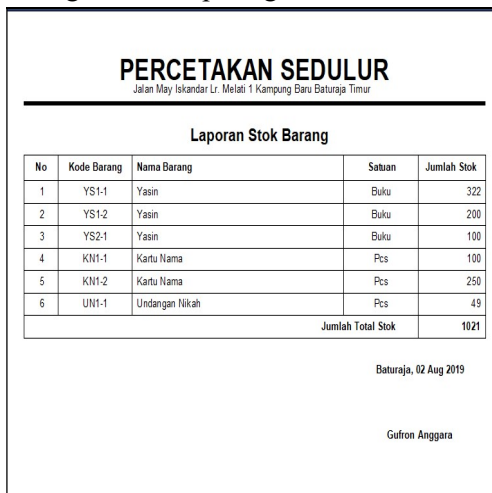 PERCETAKAN SEDULUR
Jalan May Iskandar Lr. Melati 1 Kampung Baru Baturaja Timur
Laporan Stok Barang
No Kode Barang Nama Barang Satuan Jumlah Stok
1 YS1-1 Yasin Buku 322
2 YS1-2 Yasin Buku 200
3 YS2-1 Yasin Buku 100
4 KN1-1 Kartu Nama Pcs 100
5 KN1-2 Kartu Nama Pcs 250
6 UN1-1 Undangan Nikah Pcs 49
Jumlah Total Stok 1021
Baturaja, 02 Aug 2019
Gufron Anggara